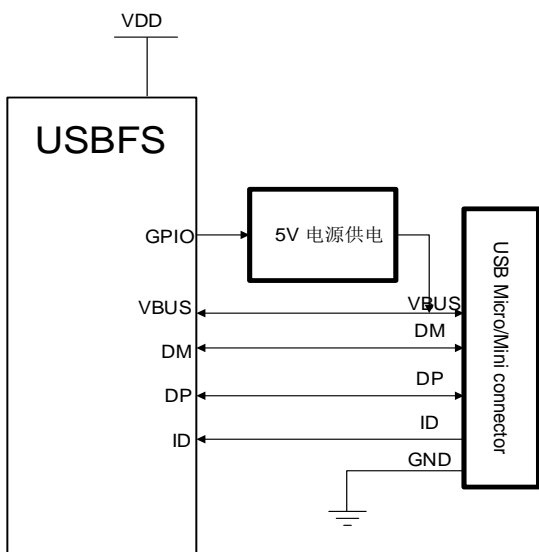 VDD
USBFS
GPIO
5V 电源供电
VBUS
VBUS
DM
DM
DP
DP
ID
ID
GND
USB Micro/Mini connector